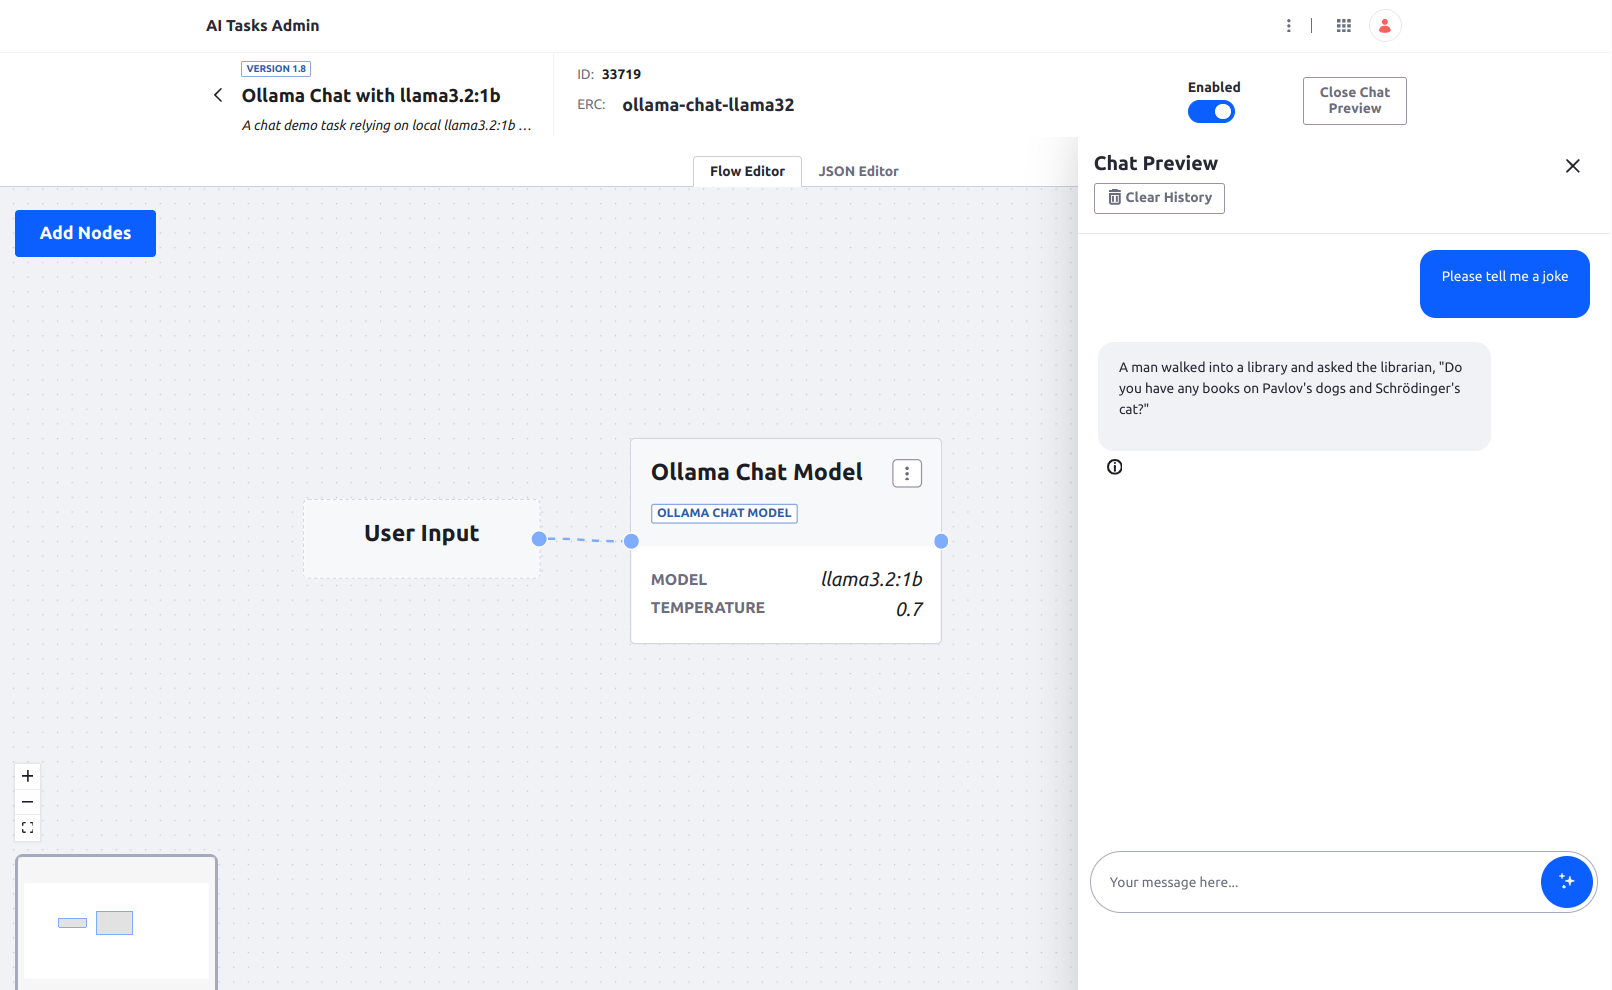 AI Tasks Admin
VERSION 1.8
Ollama Chat with llama3.2:1b
A chat demo task relying on local llama3.2:1b ...
ID: 33719
ERC: ollama-chat-llama32
Enabled
Close Chat
Preview
Flow Editor
JSON Editor
Add Nodes
User Input
Ollama Chat Model
OLLAMA CHAT MODEL
MODEL llama3.2:1b
TEMPERATURE 0.7
Chat Preview
Clear History
Please tell me a joke
A man walked into a library and asked the librarian, "Do
you have any books on Pavlov's dogs and Schrödinger's
cat?"
Your message here...